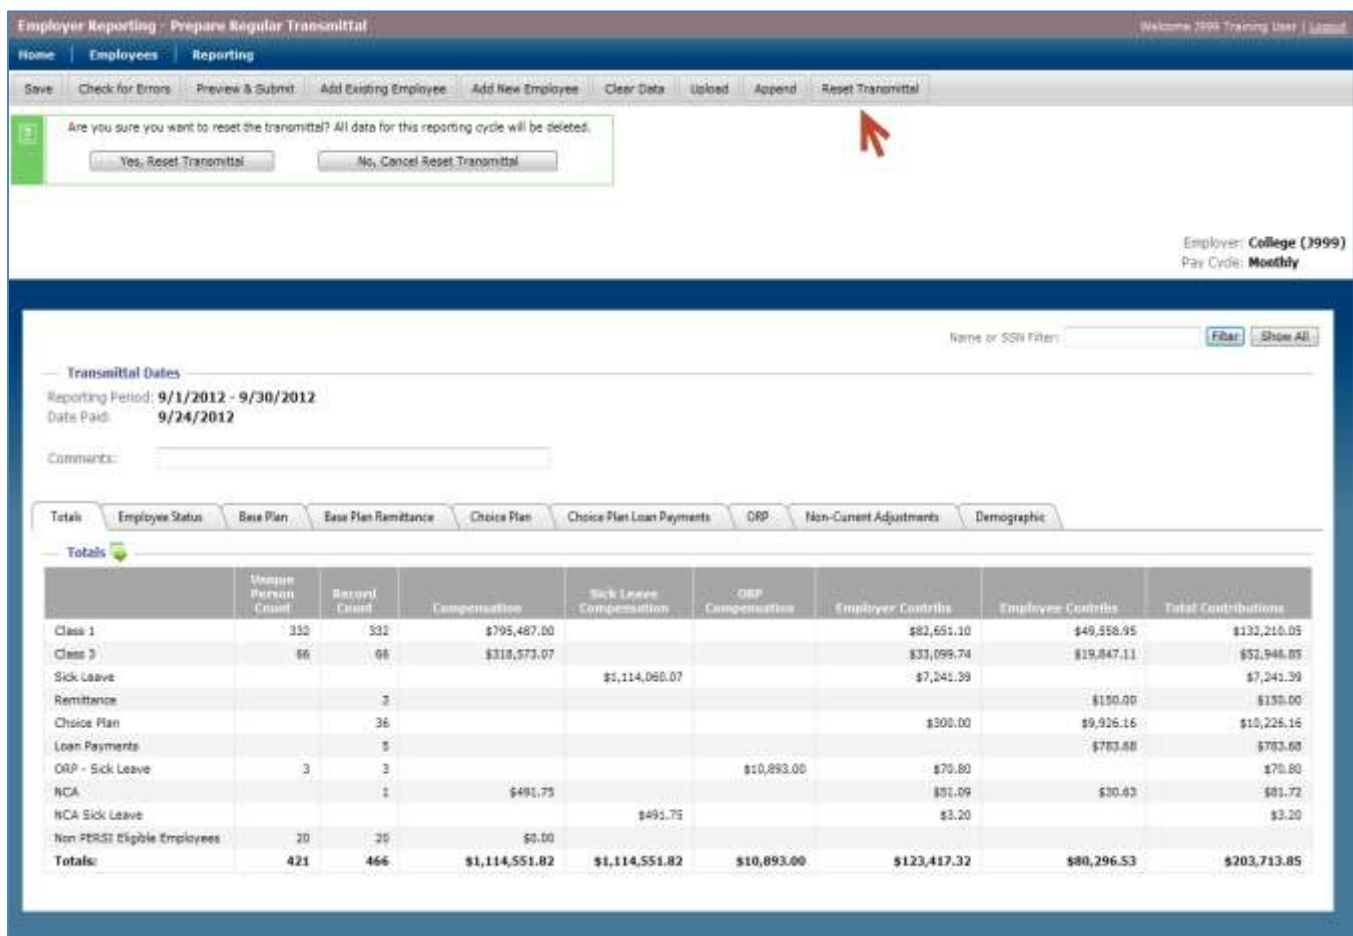 Employer Reporting - Prepare Regular Transmittal
Welcome J999 Training User | Logout
Home Employees Reporting
Save Check for Errors Preview & Submit Add Existing Employee Add New Employee Clear Data Upload Append Reset Transmittal
?
Are you sure you want to reset the transmittal? All data for this reporting cycle will be deleted.
Yes, Reset Transmittal No, Cancel Reset Transmittal
Employer: College (J999)
Pay Cycle: Monthly
Name or SSN Filter: Filter Show All
Transmittal Dates
Reporting Period: 9/1/2012 - 9/30/2012
Date Paid: 9/24/2012
Comments:
Totals Employee Status Base Plan Base Plan Remittance Choice Plan Choice Plan Loan Payments ORP Non-Current Adjustments Demographic
Totals
Unique Person Count Record Count Compensation Sick Leave Compensation ORP Compensation Employer Contribs Employee Contribs Total Contributions
Class 1 332 332 $795,487.00 $82,651.10 $49,558.95 $132,210.05
Class 3 66 66 $318,573.07 $33,099.74 $19,847.11 $52,946.85
Sick Leave $1,114,060.07 $7,241.39 $7,241.39
Remittance 3 $150.00 $150.00
Choice Plan 36 $300.00 $9,926.16 $10,226.16
Loan Payments 5 $783.68 $783.68
ORP - Sick Leave 3 3 $10,893.00 $70.80 $70.80
NCA 1 $491.75 $51.09 $30.63 $81.72
NCA Sick Leave $491.75 $3.20 $3.20
Non PERSI Eligible Employees 20 20 $0.00
Totals: 421 466 $1,114,551.82 $1,114,551.82 $10,893.00 $123,417.32 $80,296.53 $203,713.85